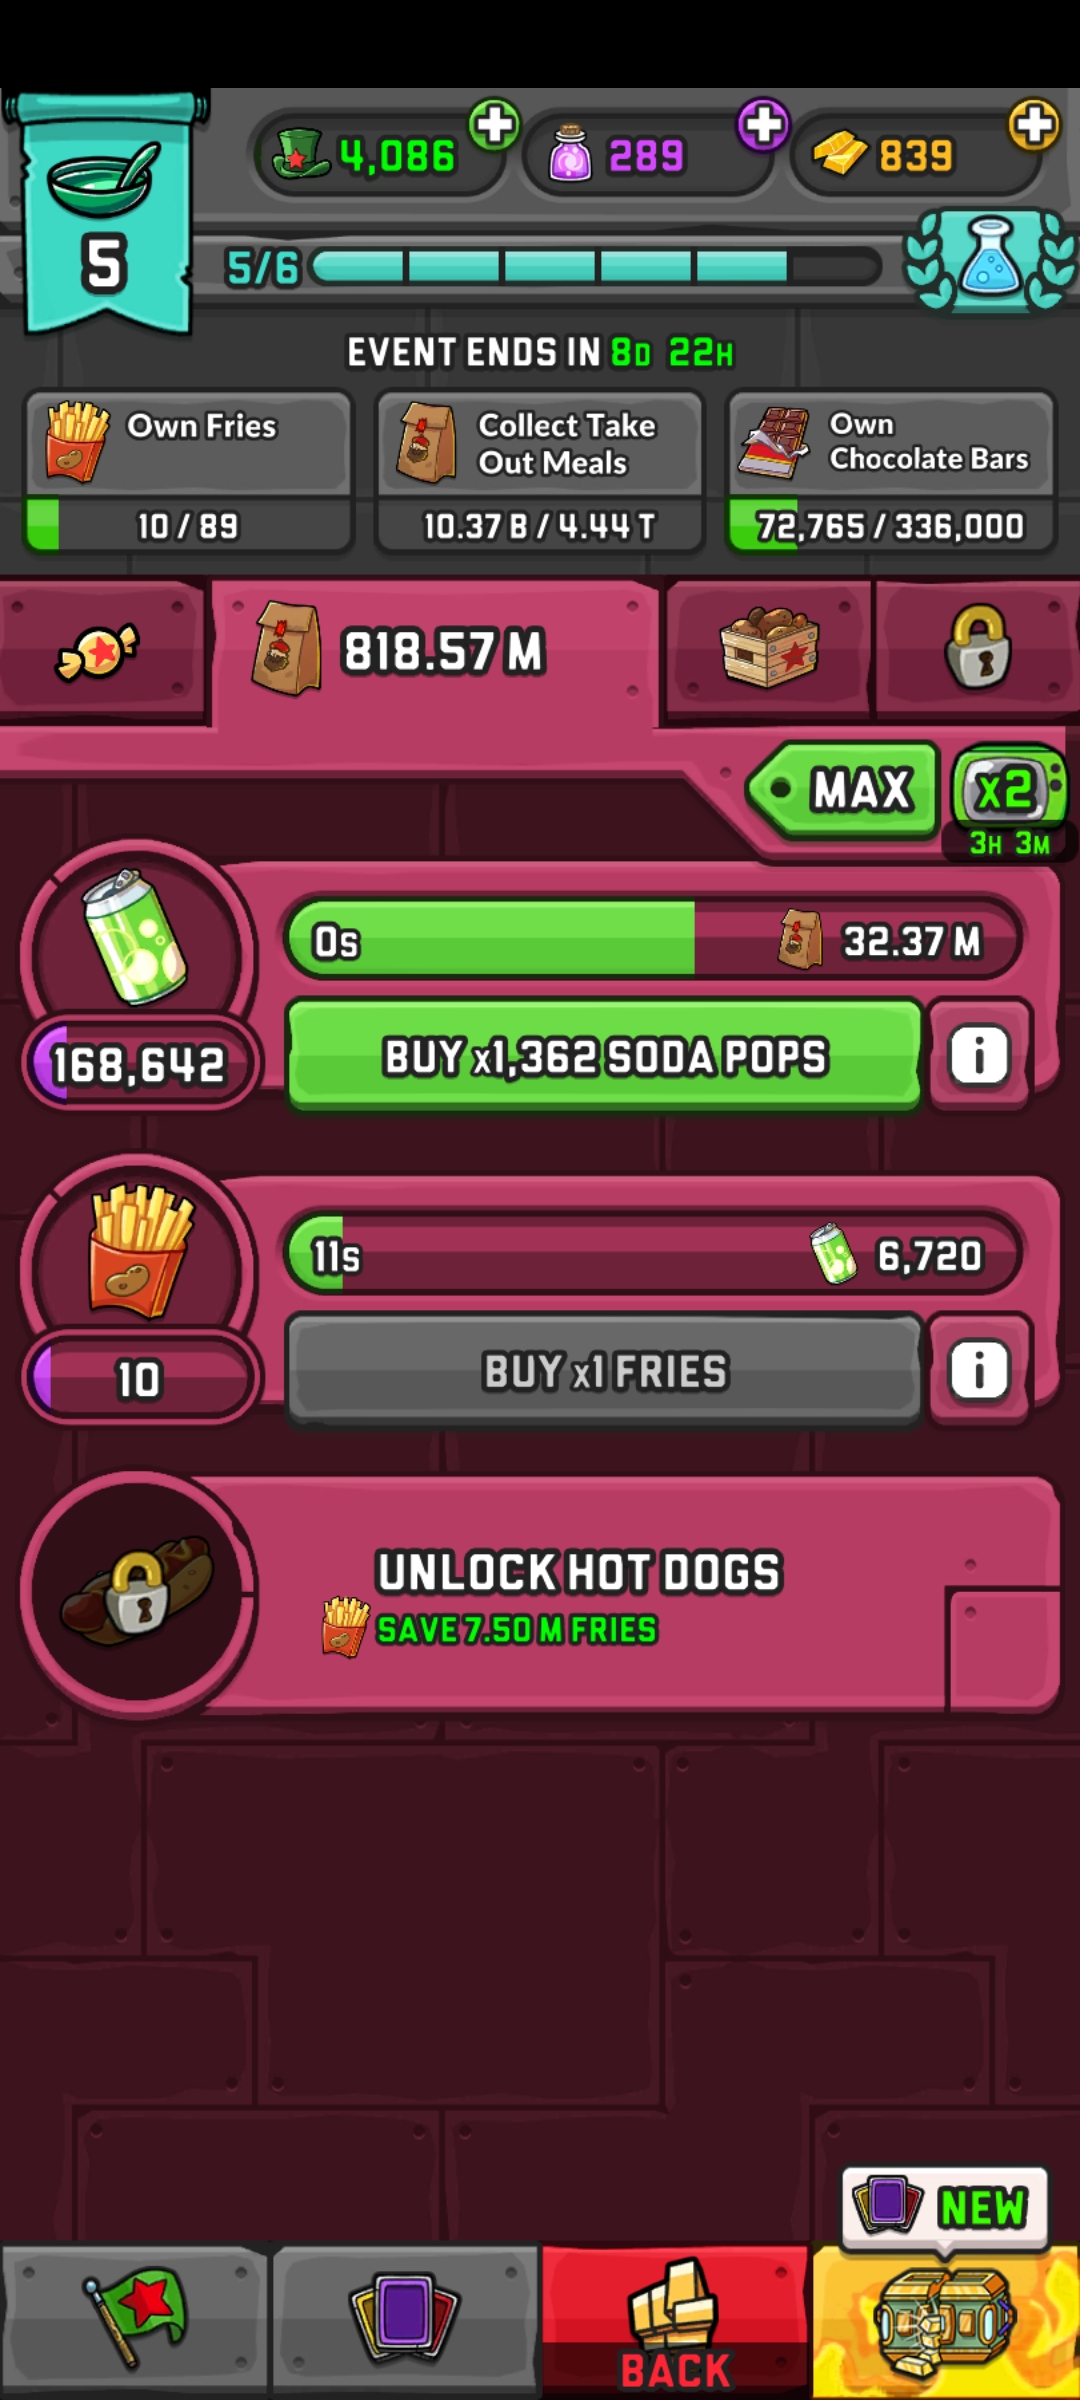 4,086
289
839
5
5/6
EVENT ENDS IN 8D 22H
Own Fries
10 / 89
Collect Take
Out Meals
10.37 B / 4.44 T
Own
Chocolate Bars
72,765 / 336,000
818.57 M
MAX
x2
3H 3M
0s
32.37 M
168,642
BUY x1,362 SODA POPS
i
11s
6,720
10
BUY x1 FRIES
i
UNLOCK HOT DOGS
SAVE 7.50 M FRIES
NEW
BACK